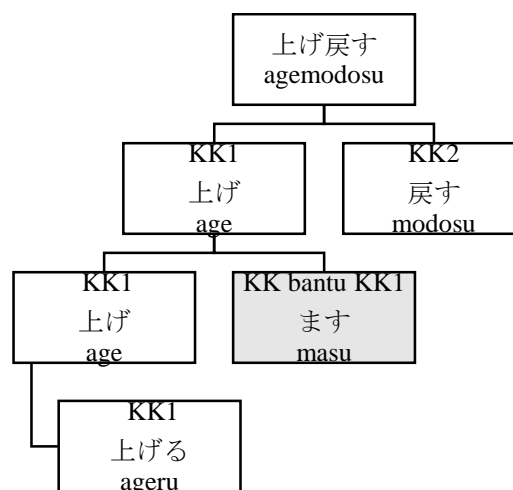 上げ戻す
agemodosu
KK1
上げ
age
KK2
戻す
modosu
KK1
上げ
age
KK bantu KK1
ます
masu
KK1
上げる
ageru